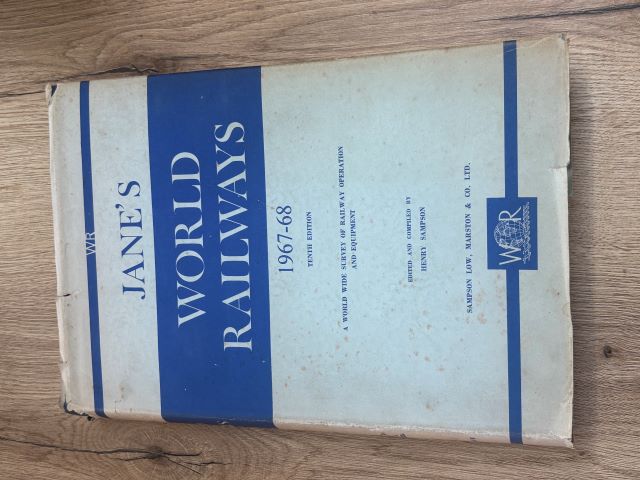 WR
JANE'S
WORLD
RAILWAYS
1967-68
TENTH EDITION
A WORLD WIDE SURVEY OF RAILWAY OPERATION
AND EQUIPMENT
EDITED AND COMPILED BY
HENRY SAMPSON
SAMPSON LOW, MARSTON & CO. LTD.
WR